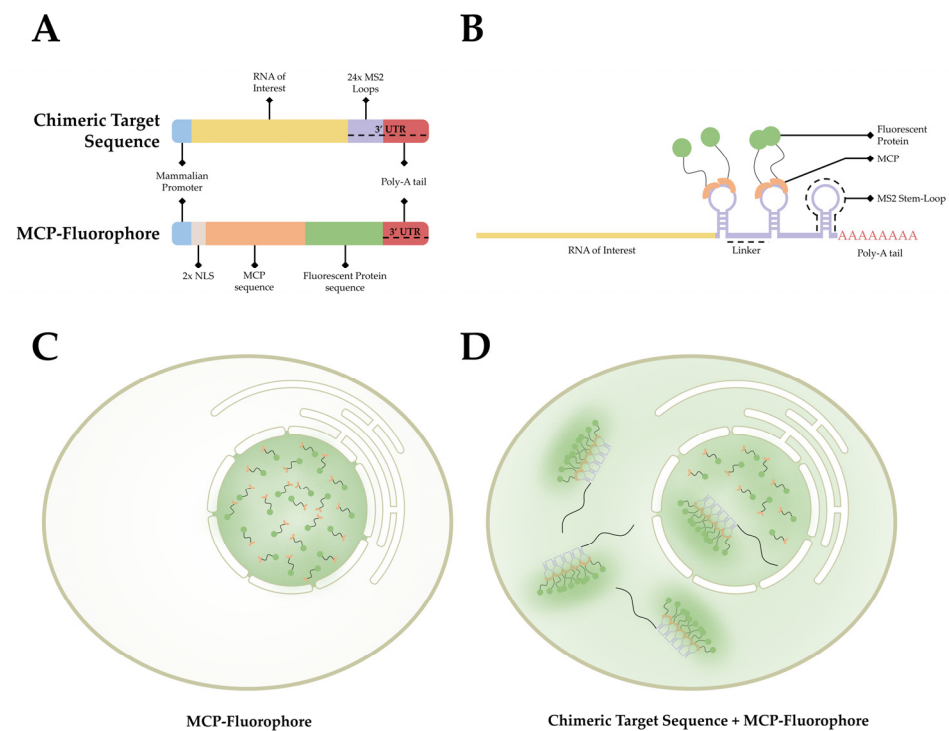 A
RNA of
Interest
24x MS2
Loops
Chimeric Target
Sequence
3' UTR
Mammalian
Promoter
Poly-A tail
MCP-Fluorophore
3' UTR
2x NLS
MCP
sequence
Fluorescent Protein
sequence
B
Fluorescent
Protein
MCP
MS2 Stem-Loop
AAAAAAAA
RNA of Interest
Linker
Poly-A tail
C
MCP-Fluorophore
D
Chimeric Target Sequence + MCP-Fluorophore